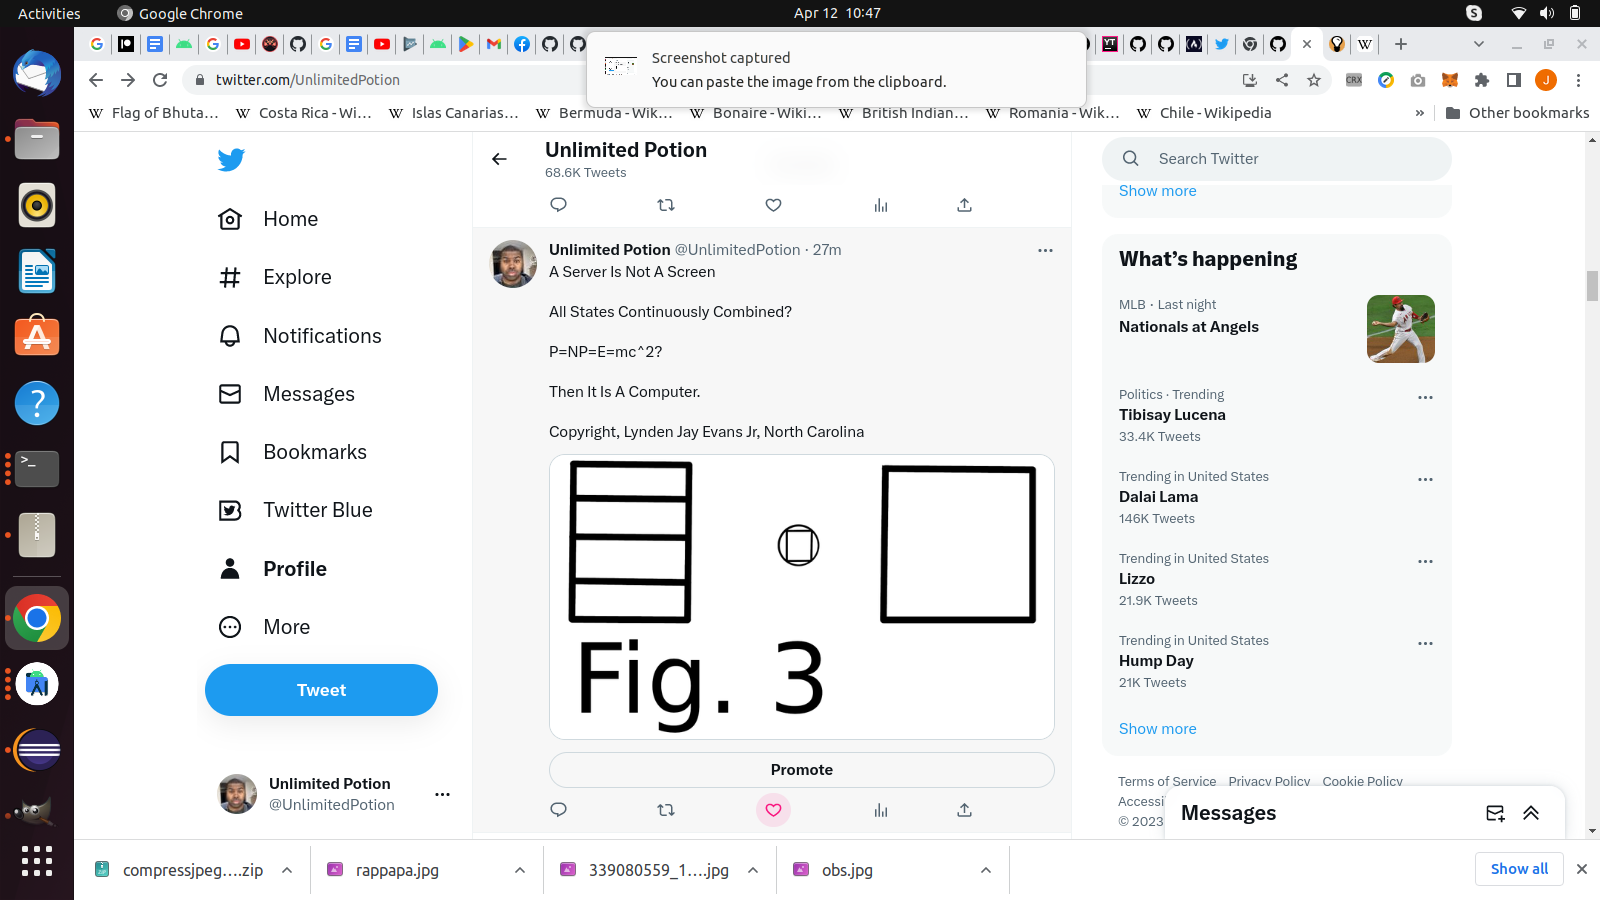 Activities
Google Chrome
Apr 12 10:47
Screenshot captured
You can paste the image from the clipboard.
twitter.com/UnlimitedPotion
CRX
J
Flag of Bhuta…
Costa Rica - Wi…
Islas Canarias…
Bermuda - Wik…
Bonaire - Wiki…
British Indian…
Romania - Wik…
Chile - Wikipedia
»
Other bookmarks
Home
Explore
Notifications
Messages
Bookmarks
Twitter Blue
Profile
More
Tweet
Unlimited Potion
@UnlimitedPotion
Unlimited Potion
68.6K Tweets
Unlimited Potion @UnlimitedPotion · 27m
A Server Is Not A Screen
All States Continuously Combined?
P=NP=E=mc^2?
Then It Is A Computer.
Copyright, Lynden Jay Evans Jr, North Carolina
Fig. 3
Promote
Search Twitter
Show more
What’s happening
MLB · Last night
Nationals at Angels
Politics · Trending
Tibisay Lucena
33.4K Tweets
Trending in United States
Dalai Lama
146K Tweets
Trending in United States
Lizzo
21.9K Tweets
Trending in United States
Hump Day
21K Tweets
Show more
Terms of Service Privacy Policy Cookie Policy
Accessi
© 2023
Messages
compressjpeg….zip
rappapa.jpg
339080559_1….jpg
obs.jpg
Show all